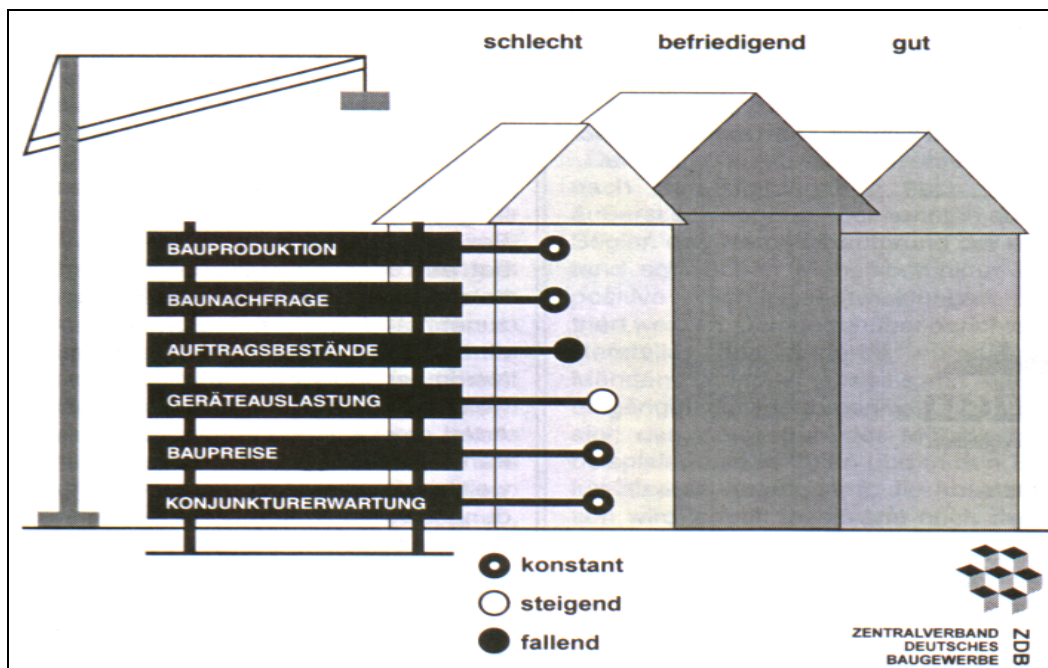 schlecht befriedigend gut
BAUPRODUKTION
BAUNACHFRAGE
AUFTRAGSBESTÄNDE
GERÄTEAUSLASTUNG
BAUPREISE
KONJUNKTURERWARTUNG
konstant
steigend
fallend
ZENTRALVERBAND
DEUTSCHES
BAUGEWERBE
ZDB